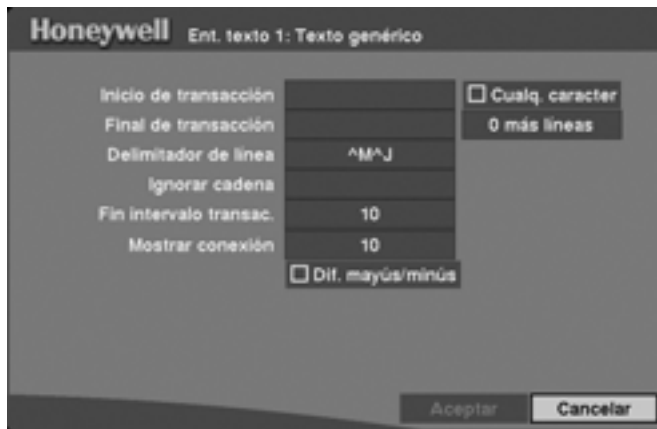 Honeywell Ent. texto 1: Texto genérico
Inicio de transacción Cualq. caracter
Final de transacción 0 más líneas
Delimitador de línea ^M^J
Ignorar cadena
Fin intervalo transac. 10
Mostrar conexión 10
Dif. mayús/minús
Aceptar Cancelar